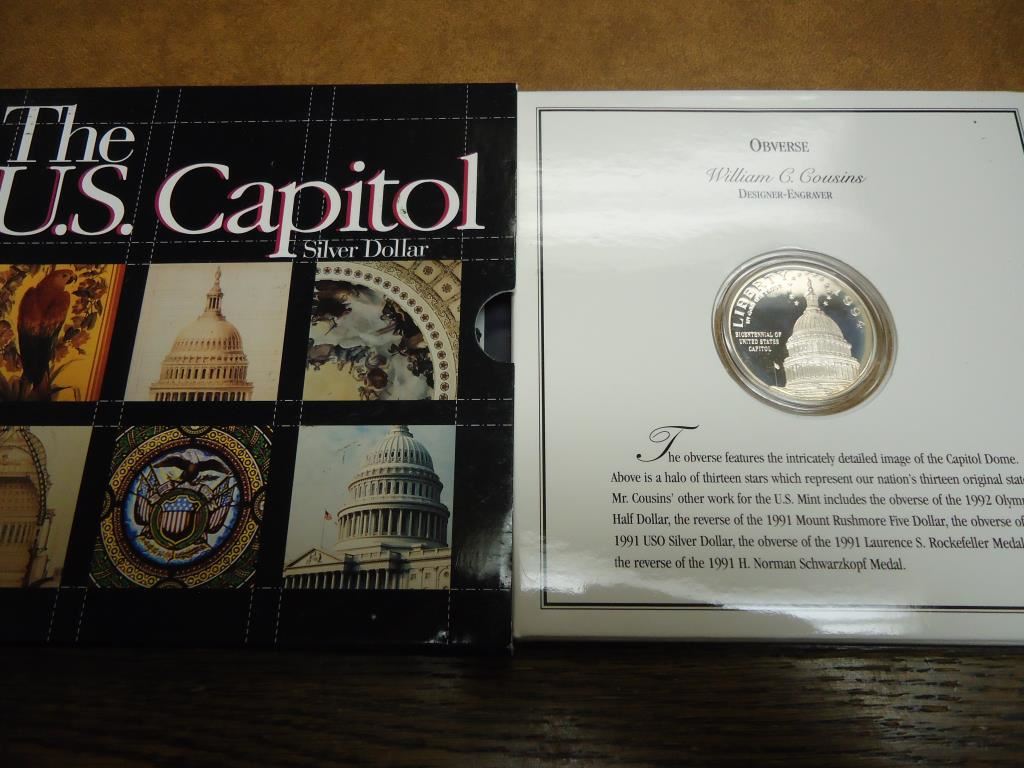 The
U.S. Capitol
Silver Dollar
OBVERSE
William C. Cousins
DESIGNER-ENGRAVER
LIBERTY
1994
BICENTENNIAL OF
UNITED STATES
CAPITOL
The obverse features the intricately detailed image of the Capitol Dome.
Above is a halo of thirteen stars which represent our nation's thirteen original stat
Mr. Cousins' other work for the U.S. Mint includes the obverse of the 1992 Olym
Half Dollar, the reverse of the 1991 Mount Rushmore Five Dollar, the obverse of
1991 USO Silver Dollar, the obverse of the 1991 Laurence S. Rockefeller Medal
the reverse of the 1991 H. Norman Schwarzkopf Medal.